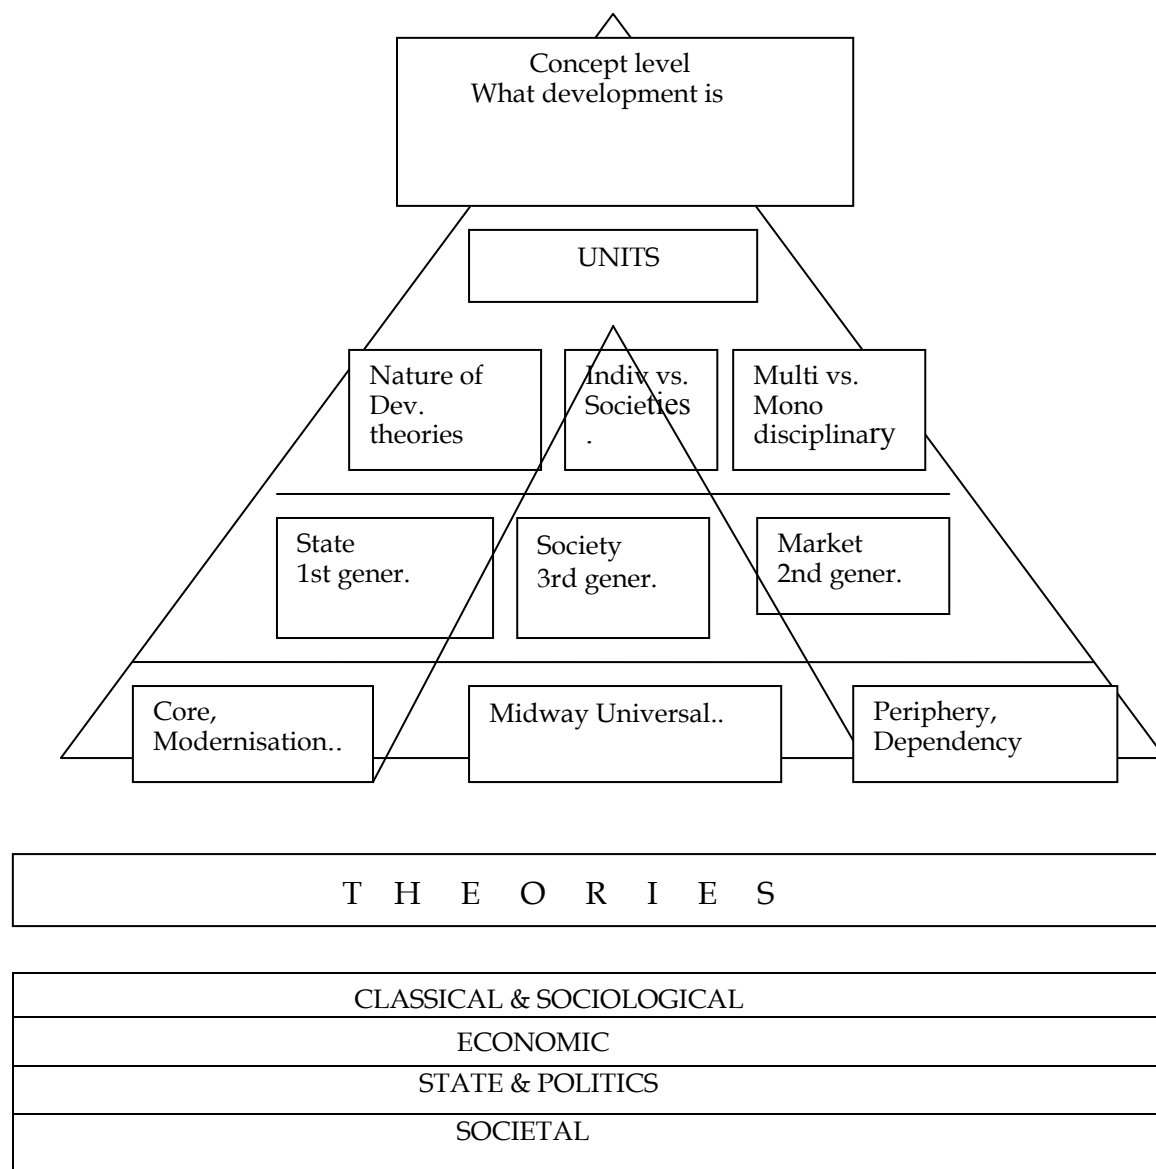 Concept level
What development is
UNITS
Nature of
Dev.
theories
Indiv vs.
Societies
.
Multi vs.
Mono
disciplinary
State
1st gener.
Society
3rd gener.
Market
2nd gener.
Core,
Modernisation..
Midway Universal..
Periphery,
Dependency
T H E O R I E S
CLASSICAL & SOCIOLOGICAL
ECONOMIC
STATE & POLITICS
SOCIETAL